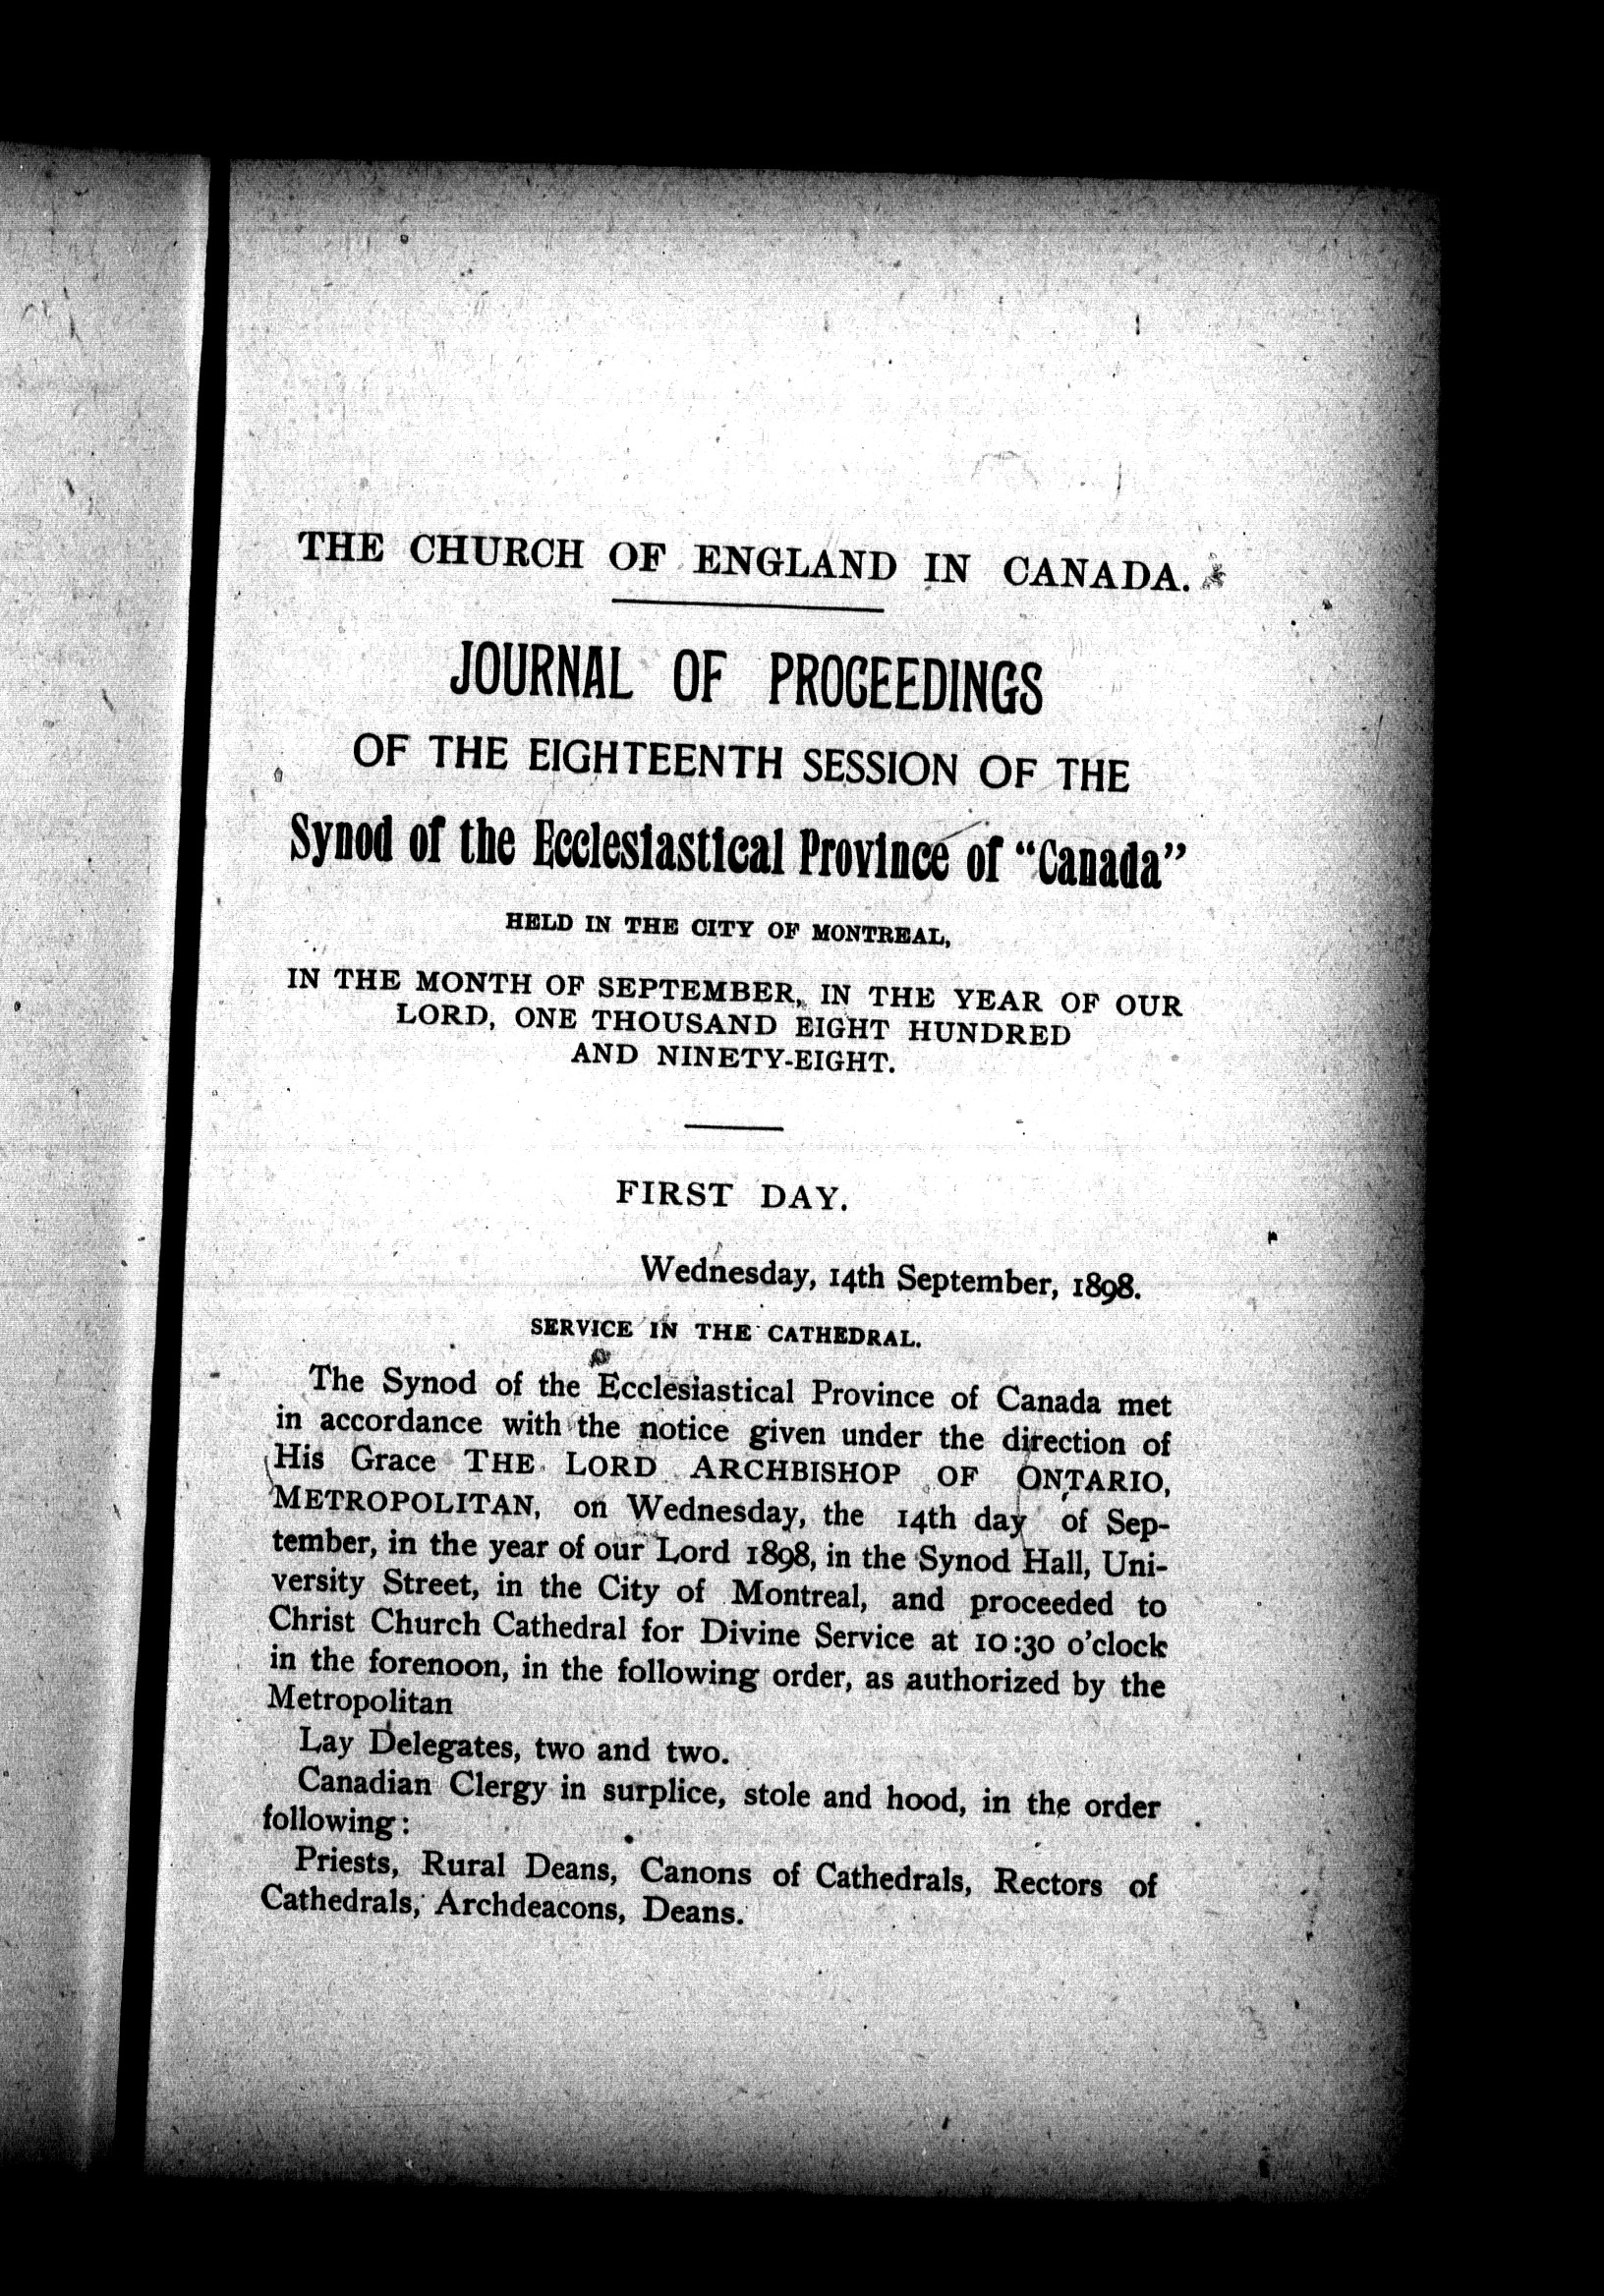 THE CHURCH OF ENGLAND IN CANADA.
JOURNAL OF PROCEEDINGS
OF THE EIGHTEENTH SESSION OF THE
Synod of the Ecclesiastical Province of “Canada”
HELD IN THE CITY OF MONTREAL,
IN THE MONTH OF SEPTEMBER, IN THE YEAR OF OUR
LORD, ONE THOUSAND EIGHT HUNDRED
AND NINETY-EIGHT.
FIRST DAY.
Wednesday, 14th September, 1898.
SERVICE IN THE CATHEDRAL.
The Synod of the Ecclesiastical Province of Canada met
in accordance with the notice given under the direction of
His Grace THE LORD ARCHBISHOP OF ONTARIO,
METROPOLITAN, on Wednesday, the 14th day of Sep-
tember, in the year of our Lord 1898, in the Synod Hall, Uni-
versity Street, in the City of Montreal, and proceeded to
Christ Church Cathedral for Divine Service at 10:30 o’clock
in the forenoon, in the following order, as authorized by the
Metropolitan
Lay Delegates, two and two.
Canadian Clergy in surplice, stole and hood, in the order
following:
Priests, Rural Deans, Canons of Cathedrals, Rectors of
Cathedrals, Archdeacons, Deans.